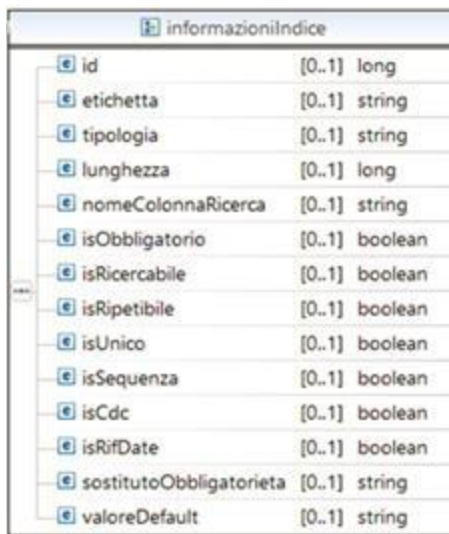 informazioniIndice
id [0..1] long
etichetta [0..1] string
tipologia [0..1] string
lunghezza [0..1] long
nomeColonnaRicerca [0..1] string
isObbligatorio [0..1] boolean
isRicercabile [0..1] boolean
isRipetibile [0..1] boolean
isUnico [0..1] boolean
isSequenza [0..1] boolean
isCdc [0..1] boolean
isRifDate [0..1] boolean
sostitutoObbligatorieta [0..1] string
valoreDefault [0..1] string